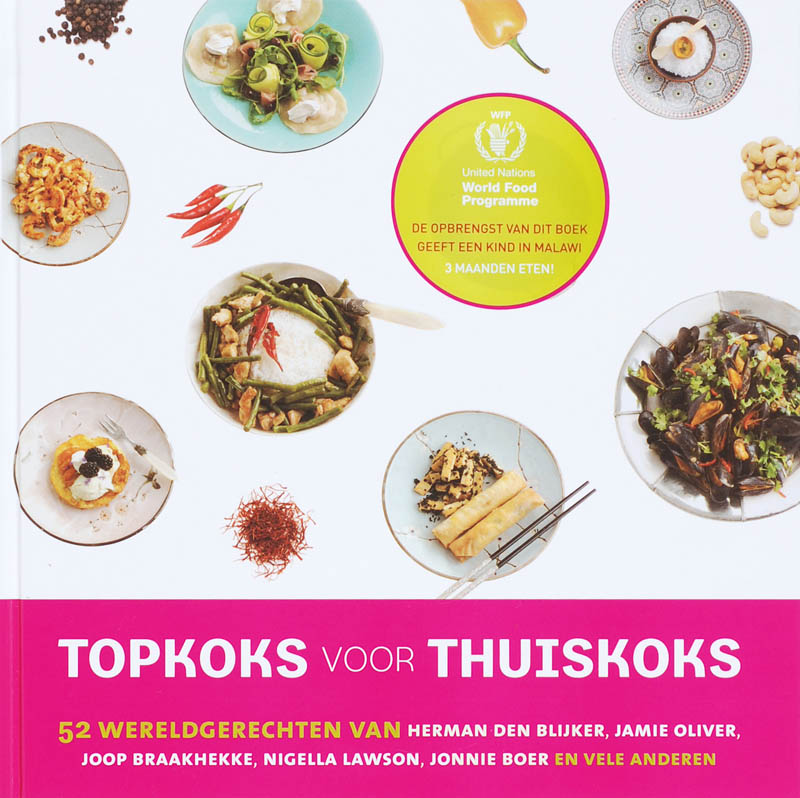 WFP
United Nations
World Food
Programme
DE OPBRENGST VAN DIT BOEK
GEEFT EEN KIND IN MALAWI
3 MAANDEN ETEN!
TOPKOKS VOOR THUISKOKS
52 WERELDGERECHTEN VAN HERMAN DEN BLIJKER, JAMIE OLIVER,
JOOP BRAAKHEKKE, NIGELLA LAWSON, JONNIE BOER EN VELE ANDEREN